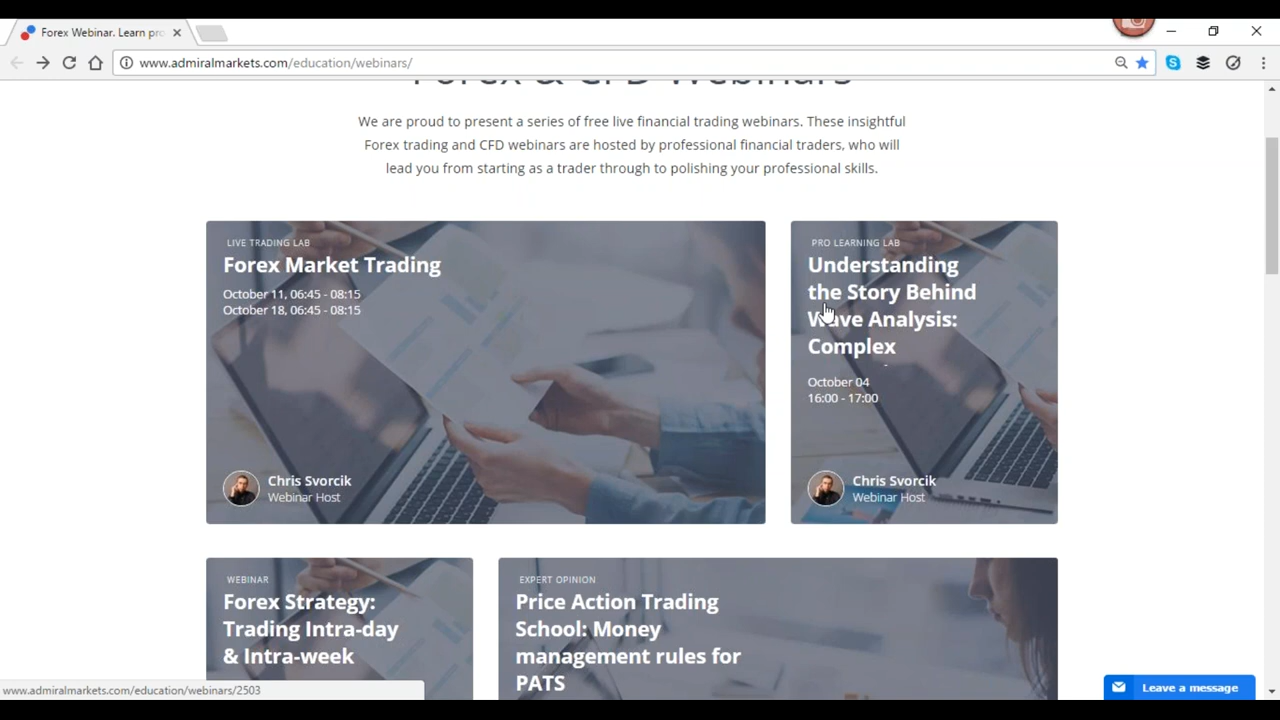 Forex Webinar. Learn pro
www.admiralmarkets.com/education/webinars/
Forex & CFD Webinars
We are proud to present a series of free live financial trading webinars. These insightful
Forex trading and CFD webinars are hosted by professional financial traders, who will
lead you from starting as a trader through to polishing your professional skills.
LIVE TRADING LAB
Forex Market Trading
October 11, 06:45 - 08:15
October 18, 06:45 - 08:15
Chris Svorcik
Webinar Host
PRO LEARNING LAB
Understanding
the Story Behind
Wave Analysis:
Complex
October 04
16:00 - 17:00
Chris Svorcik
Webinar Host
WEBINAR
Forex Strategy:
Trading Intra-day
& Intra-week
EXPERT OPINION
Price Action Trading
School: Money
management rules for
PATS
www.admiralmarkets.com/education/webinars/2503
Leave a message